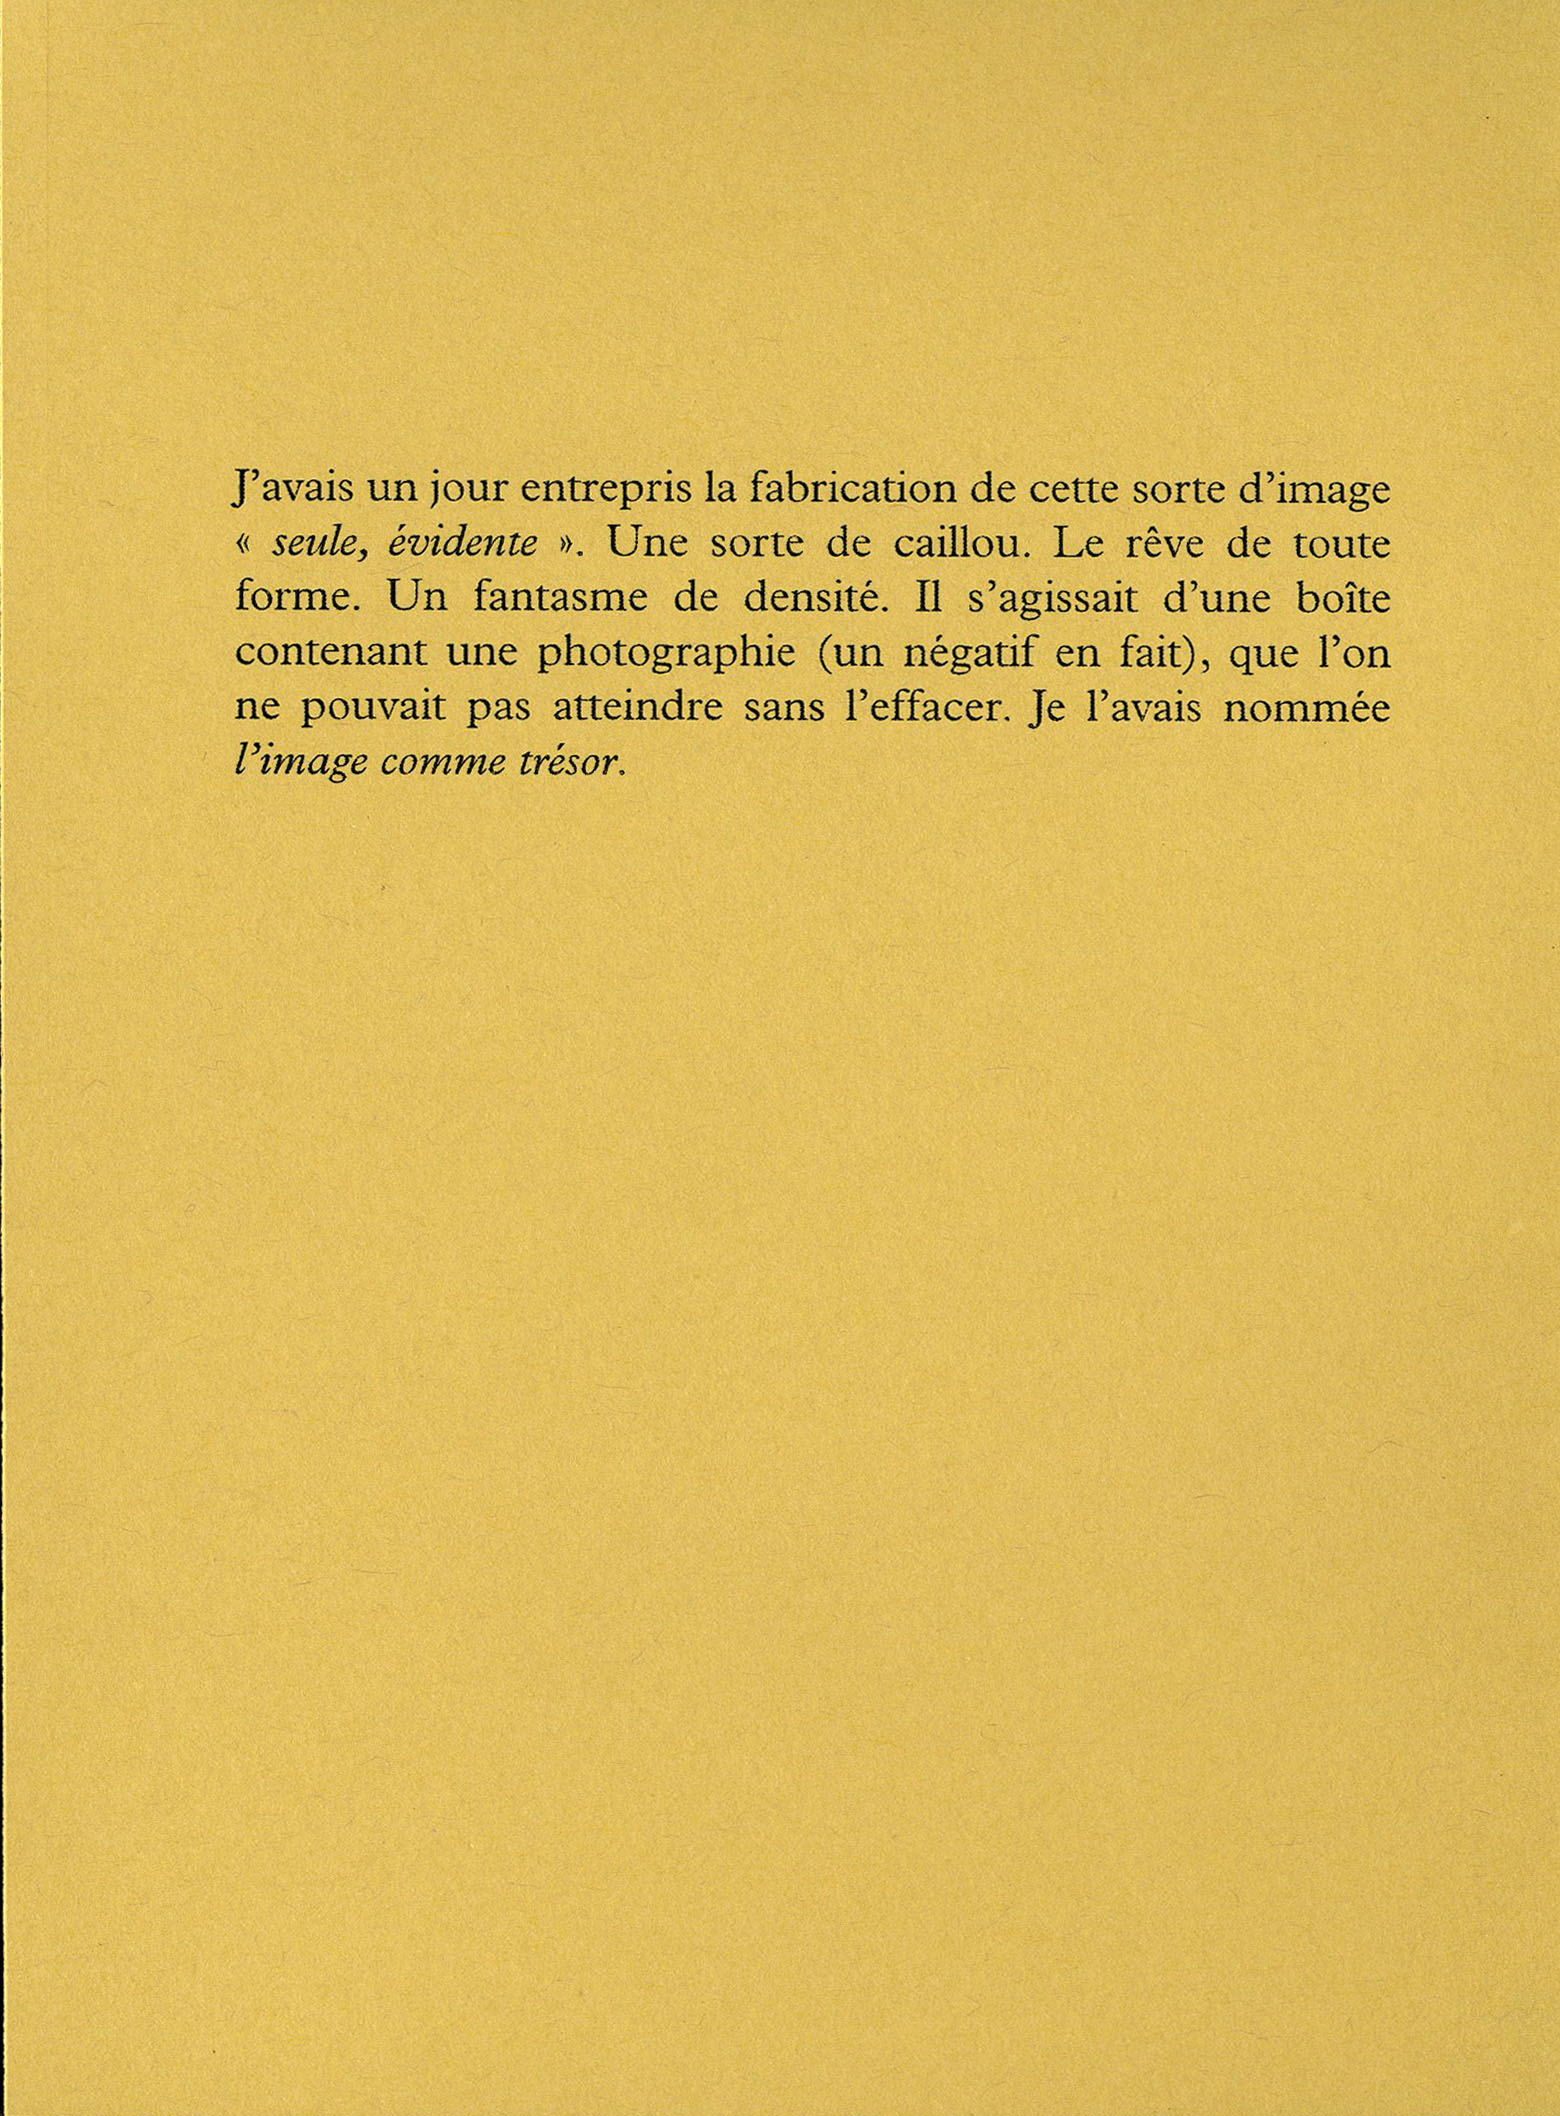 J’avais un jour entrepris la fabrication de cette sorte d’image
« seule, évidente ». Une sorte de caillou. Le rêve de toute
forme. Un fantasme de densité. Il s’agissait d’une boîte
contenant une photographie (un négatif en fait), que l’on
ne pouvait pas atteindre sans l’effacer. Je l’avais nommée
l’image comme trésor.